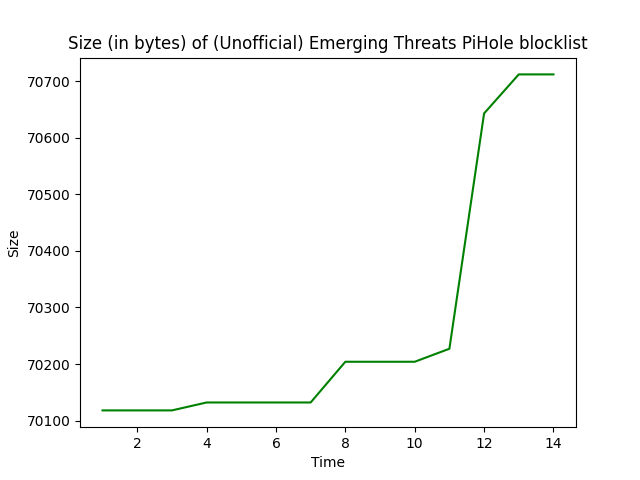 Size (in bytes) of (Unofficial) Emerging Threats PiHole blocklist
70700
70600
70500
70400
70300
70200
70100
Size
2 4 6 8 10 12 14
Time